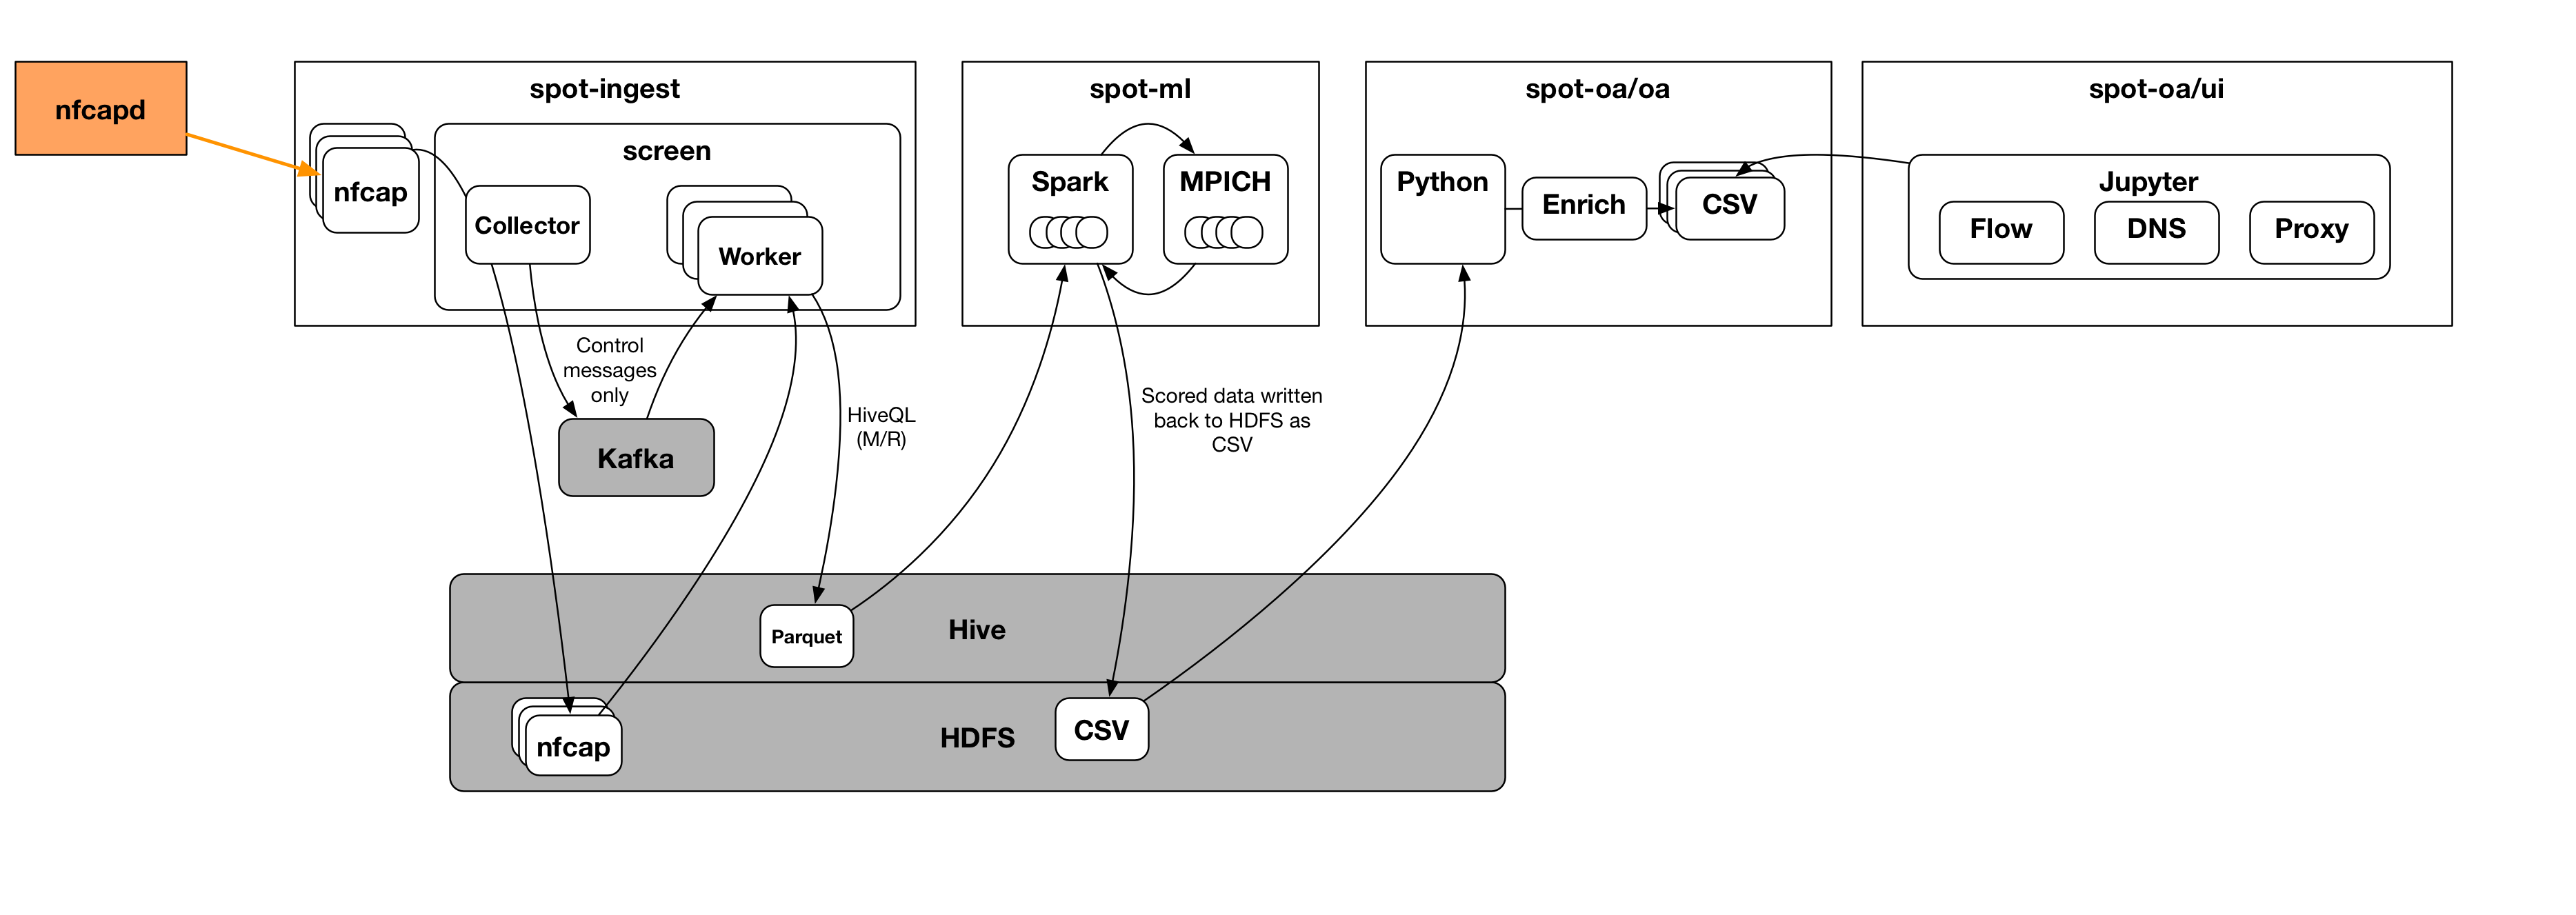 nfcapd
spot-ingest
nfcap
screen
Collector
Worker
spot-ml
Spark
MPICH
spot-oa/oa
Python
Enrich
CSV
spot-oa/ui
Jupyter
Flow
DNS
Proxy
Control
messages
only
Kafka
HiveQL
(M/R)
Scored data written
back to HDFS as
CSV
Parquet
Hive
nfcap
HDFS
CSV